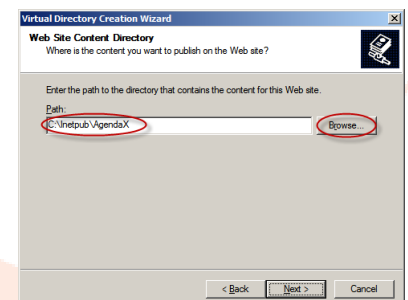 Virtual Directory Creation Wizard
Web Site Content Directory
Where is the content you want to publish on the Web site?
Enter the path to the directory that contains the content for this Web site.
Path:
C:\Inetpub\AgendaX
Browse...
< Back
Next >
Cancel